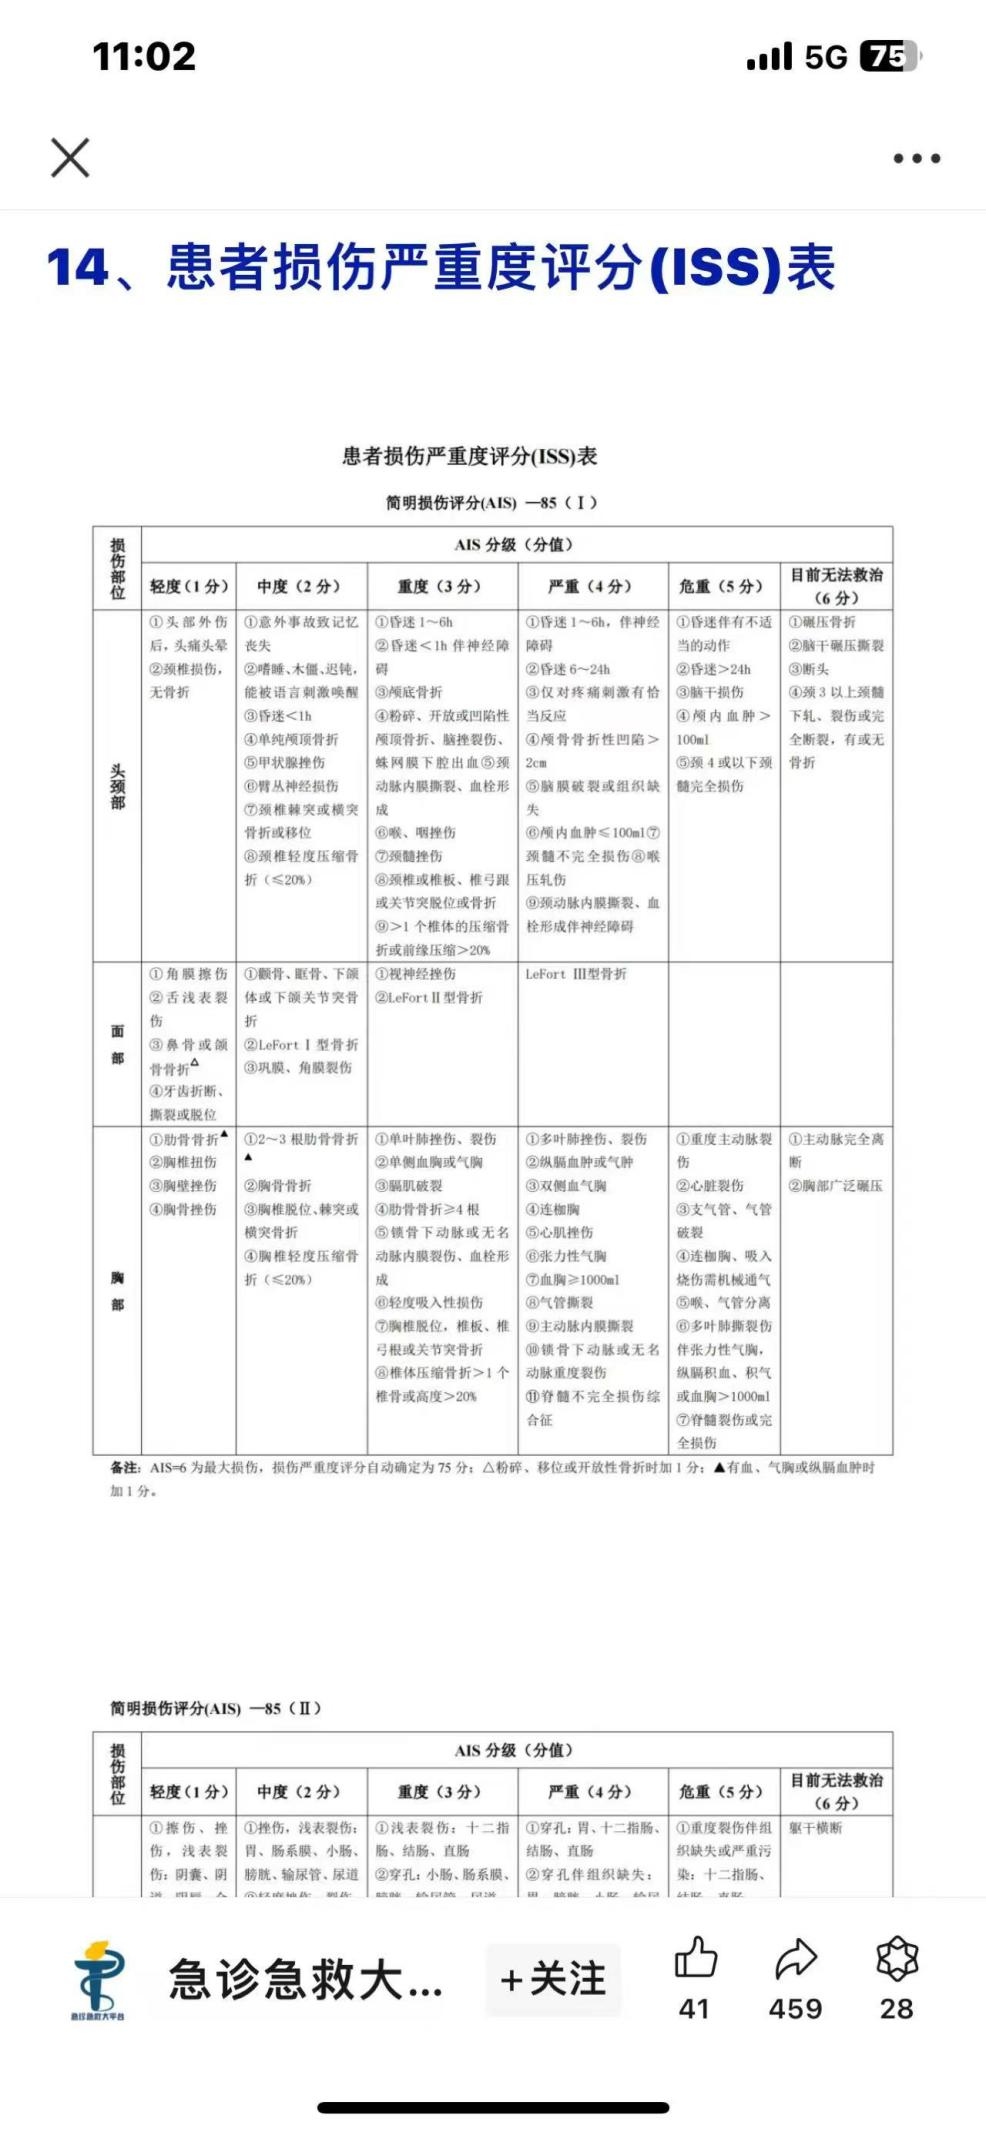 11:02
5G 75
14、患者损伤严重度评分(ISS)表
患者损伤严重度评分(ISS)表
简明损伤评分(AIS) —85（Ⅰ）
损伤部位
AIS 分级（分值）
轻度（1 分）
中度（2 分）
重度（3 分）
严重（4 分）
危重（5 分）
目前无法救治
（6 分）
头颈部
①头部外伤
后，头痛头晕
②颈椎损伤，
无骨折
①意外事故致记忆
丧失
②嗜睡、木僵、迟钝，
能被语言刺激唤醒
③昏迷＜1h
④单纯颅顶骨折
⑤甲状腺挫伤
⑥臂丛神经损伤
⑦颈椎棘突或横突
骨折或移位
⑧颈椎轻度压缩骨
折（≤20%）
①昏迷 1～6h
②昏迷＜1h 伴神经障
碍
③颅底骨折
④粉碎、开放或凹陷性
颅顶骨折、脑挫裂伤、
蛛网膜下腔出血⑤颈
动脉内膜撕裂、血栓形
成
⑥喉、咽挫伤
⑦颈髓挫伤
⑧颈椎或椎板、椎弓跟
或关节突脱位或骨折
⑨＞1 个椎体的压缩骨
折或前缘压缩＞20%
①昏迷 1～6h，伴神经
障碍
②昏迷 6～24h
③仅对疼痛刺激有恰
当反应
④颅骨骨折性凹陷＞
2cm
⑤脑膜破裂或组织缺
失
⑥颅内血肿≤100ml⑦
颈髓不完全损伤⑧喉
压轧伤
⑨颈动脉内膜撕裂、血
栓形成伴神经障碍
①昏迷伴有不适
当的动作
②昏迷＞24h
③脑干损伤
④颅内血肿＞
100ml
⑤颈 4 或以下颈
髓完全损伤
①碾压骨折
②脑干碾压撕裂
③断头
④颈 3 以上颈髓
下轧、裂伤或完
全断裂，有或无
骨折
面部
①角膜擦伤
②舌浅表裂
伤
③鼻骨或颌
骨骨折△
④牙齿折断、
撕裂或脱位
①颧骨、眶骨、下颌
体或下颌关节突骨
折
②LeFortⅠ型骨折
③巩膜、角膜裂伤
①视神经挫伤
②LeFortⅡ型骨折
LeFort Ⅲ型骨折
胸部
①肋骨骨折▲
②胸椎扭伤
③胸壁挫伤
④胸骨挫伤
①2～3 根肋骨骨折
▲
②胸骨骨折
③胸椎脱位、棘突或
横突骨折
④胸椎轻度压缩骨
折（≤20%）
①单叶肺挫伤、裂伤
②单侧血胸或气胸
③膈肌破裂
④肋骨骨折≥4 根
⑤锁骨下动脉或无名
动脉内膜裂伤、血栓形
成
⑥轻度吸入性损伤
⑦胸椎脱位，椎板、椎
弓根或关节突骨折
⑧椎体压缩骨折＞1 个
椎骨或高度＞20%
①多叶肺挫伤、裂伤
②纵膈血肿或气肿
③双侧血气胸
④连枷胸
⑤心肌挫伤
⑥张力性气胸
⑦血胸≥1000ml
⑧气管撕裂
⑨主动脉内膜撕裂
⑩锁骨下动脉或无名
动脉重度裂伤
⑪脊髓不完全损伤综
合征
①重度主动脉裂
伤
②心脏裂伤
③支气管、气管
破裂
④连枷胸、吸入
烧伤需机械通气
⑤喉、气管分离
⑥多叶肺撕裂伤
伴张力性气胸，
纵膈积血、积气
或血胸＞1000ml
⑦脊髓裂伤或完
全损伤
①主动脉完全离
断
②胸部广泛碾压
备注：AIS=6 为最大损伤，损伤严重度评分自动确定为 75 分；△粉碎、移位或开放性骨折时加 1 分；▲有血、气胸或纵膈血肿时
加 1 分。
简明损伤评分(AIS) —85（Ⅱ）
损伤部位
AIS 分级（分值）
轻度（1 分）
中度（2 分）
重度（3 分）
严重（4 分）
危重（5 分）
目前无法救治
（6 分）
①擦伤、挫
伤，浅表裂
伤：阴囊、阴
①挫伤，浅表裂伤：
胃、肠系膜、小肠、
膀胱、输尿管、尿道
①浅表裂伤：十二指
肠、结肠、直肠
②穿孔：小肠、肠系膜、
①穿孔：胃、十二指肠、
结肠、直肠
②穿孔伴组织缺失：
①重度裂伤伴组
织缺失或严重污
染：十二指肠、
躯干横断
急诊急救大平台
急诊急救大...
+关注
41
459
28